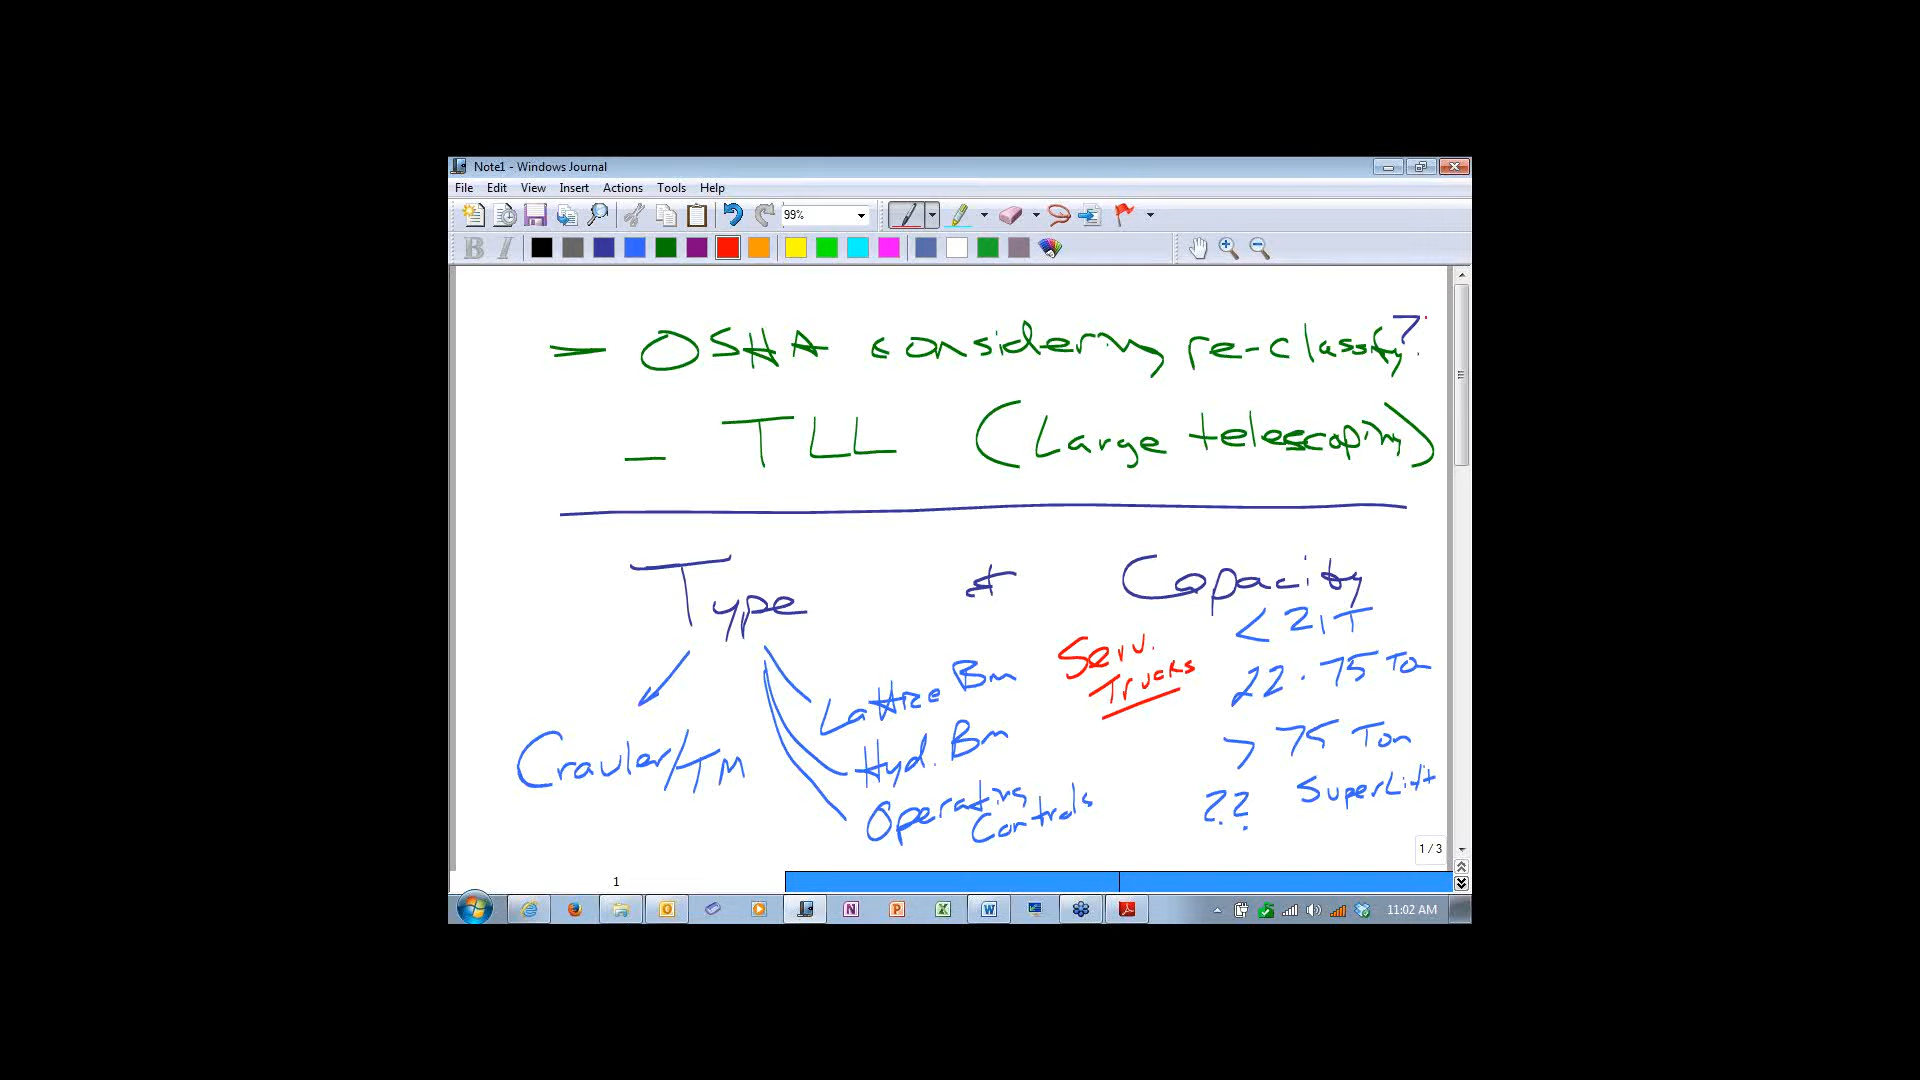 Note1 - Windows Journal
File Edit View Insert Actions Tools Help
99%
B I
— OSHA considering re-classify?
- TLL (Large telescoping)
Type & Capacity
< 21T
Serv. Trucks
22 - 75 Ton
Lattice Bm
> 75 Ton
Hyd. Bm
Crawler/TM
?? SuperLift
Operating Controls
1 / 3
1
11:02 AM